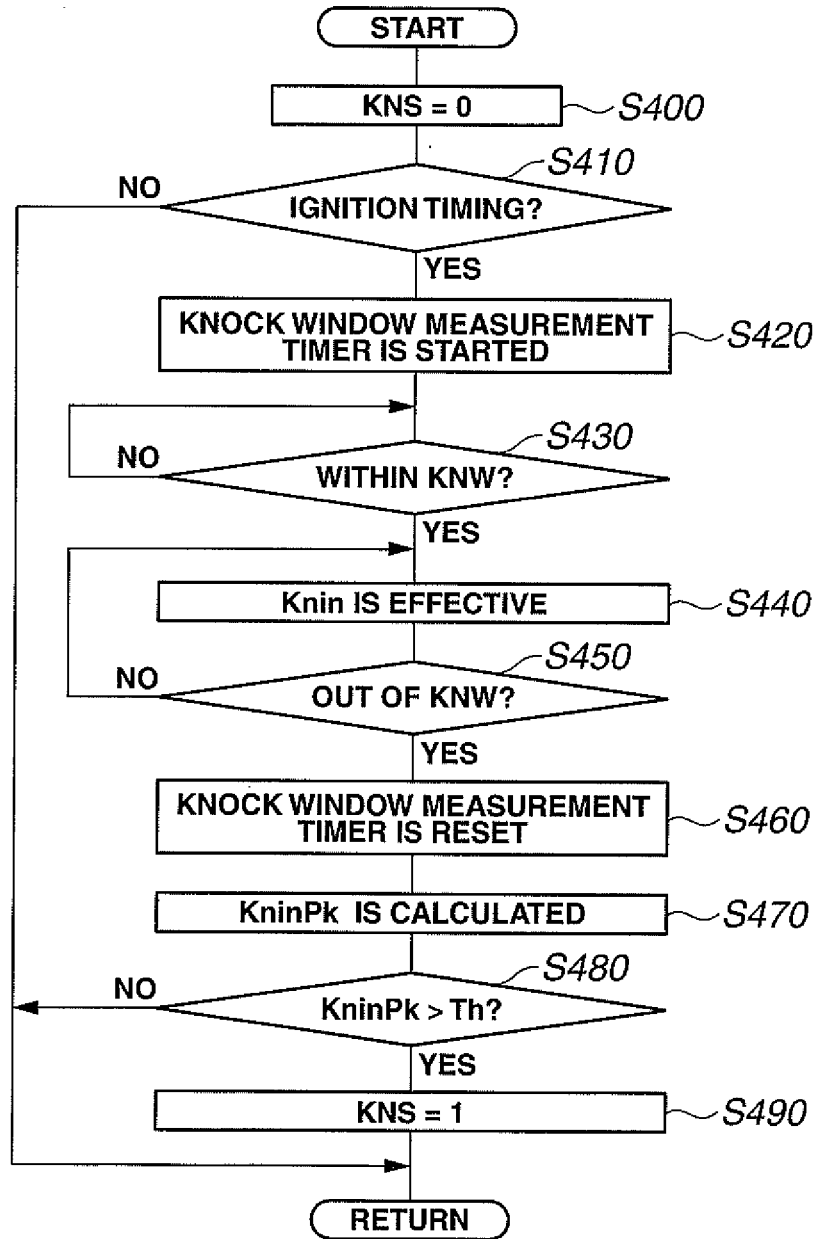 START
KNS = 0
S400
S410
NO
IGNITION TIMING?
YES
KNOCK WINDOW MEASUREMENT
TIMER IS STARTED
S420
S430
NO
WITHIN KNW?
YES
Knin IS EFFECTIVE
S440
S450
NO
OUT OF KNW?
YES
KNOCK WINDOW MEASUREMENT
TIMER IS RESET
S460
KninPk IS CALCULATED
S470
S480
NO
KninPk > Th?
YES
KNS = 1
S490
RETURN